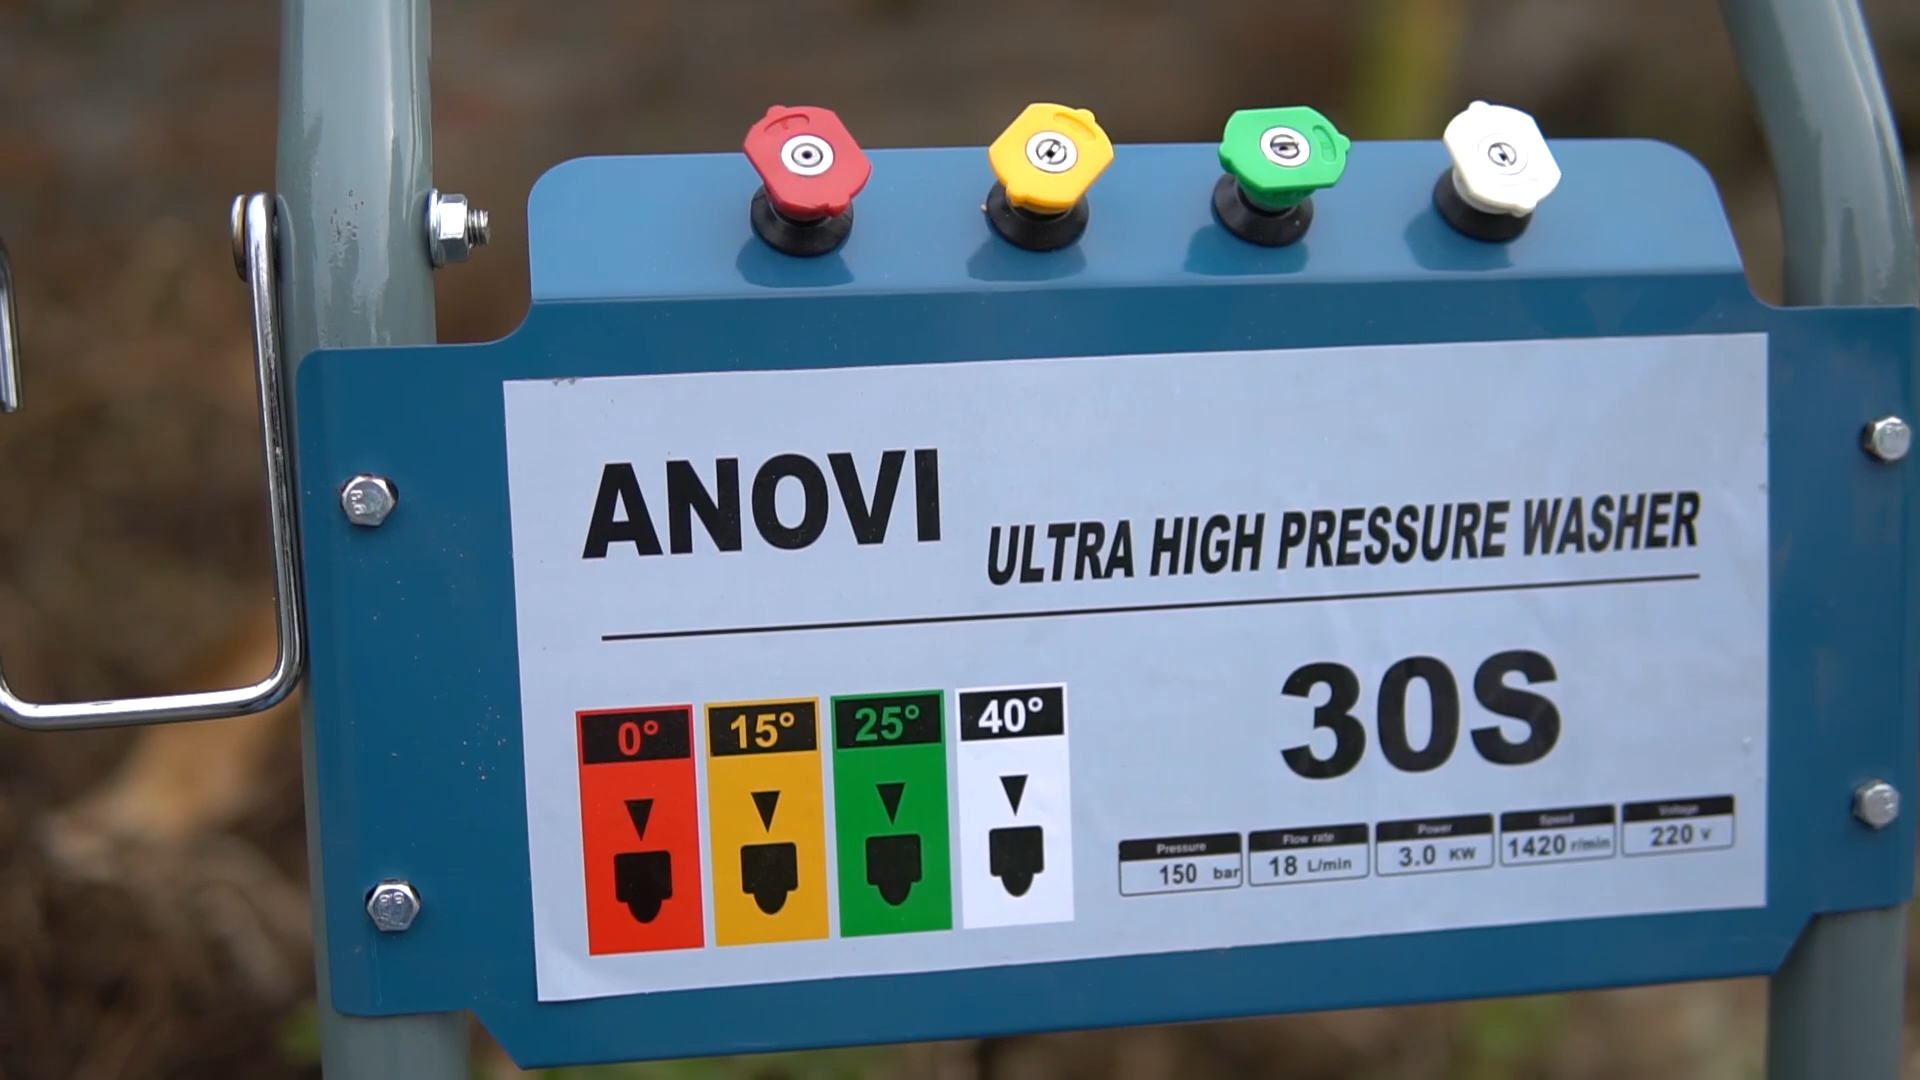 ANOVI
ULTRA HIGH PRESSURE WASHER
0° 15° 25° 40°
30S
Pressure Flow rate Power Speed Voltage
150 bar 18 L/min 3.0 KW 1420 r/min 220 v